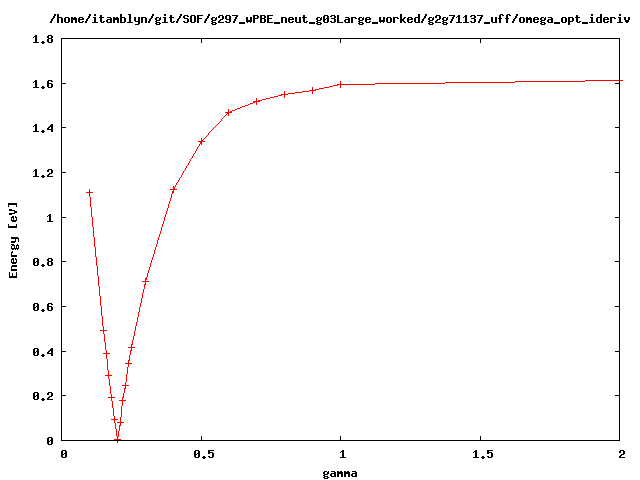 /home/itamblyn/git/SOF/g297_wPBE_neut_g03Large_worked/g2g71137_uff/omega_opt_ideriv
1.8
1.6
1.4
1.2
1
0.8
0.6
0.4
0.2
0
Energy [eV]
0 0.5 1 1.5 2
gamma